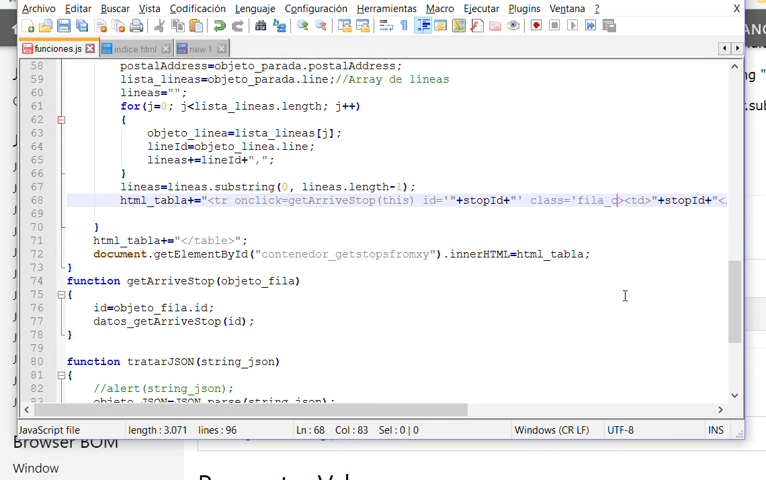 Archivo Editar Buscar Vista Codificación Lenguaje Configuración Herramientas Macro Ejecutar Plugins Ventana ? X
funciones.js indice html new 1
58 postalAddress=objeto_parada.postalAddress;
59 lista_lineas=objeto_parada.line;//Array de lineas
60 lineas="";
61 for(j=0; j<lista_lineas.length; j++)
62 {
63 objeto_linea=lista_lineas[j];
64 lineId=objeto_linea.line;
65 lineas+=lineId+",";
66 }
67 lineas=lineas.substring(0, lineas.length-1);
68 html_tabla+="<tr onclick=getArriveStop(this) id='"+stopId+"' class='fila_c><td>"+stopId+"<
69
70 }
71 html_tabla+="</table>";
72 document.getElementById("contenedor_getstopsfromxy").innerHTML=html_tabla;
73 }
74 function getArriveStop(objeto_fila)
75 {
76 id=objeto_fila.id;
77 datos_getArriveStop(id);
78 }
79
80 function tratarJSON(string_json)
81 {
82 //alert(string_json);
83 objeto_JSON=JSON.parse(string_json);
JavaScript file length : 3.071 lines : 96 Ln : 68 Col : 83 Sel : 0 | 0 Windows (CR LF) UTF-8 INS
Browser BOM
Window